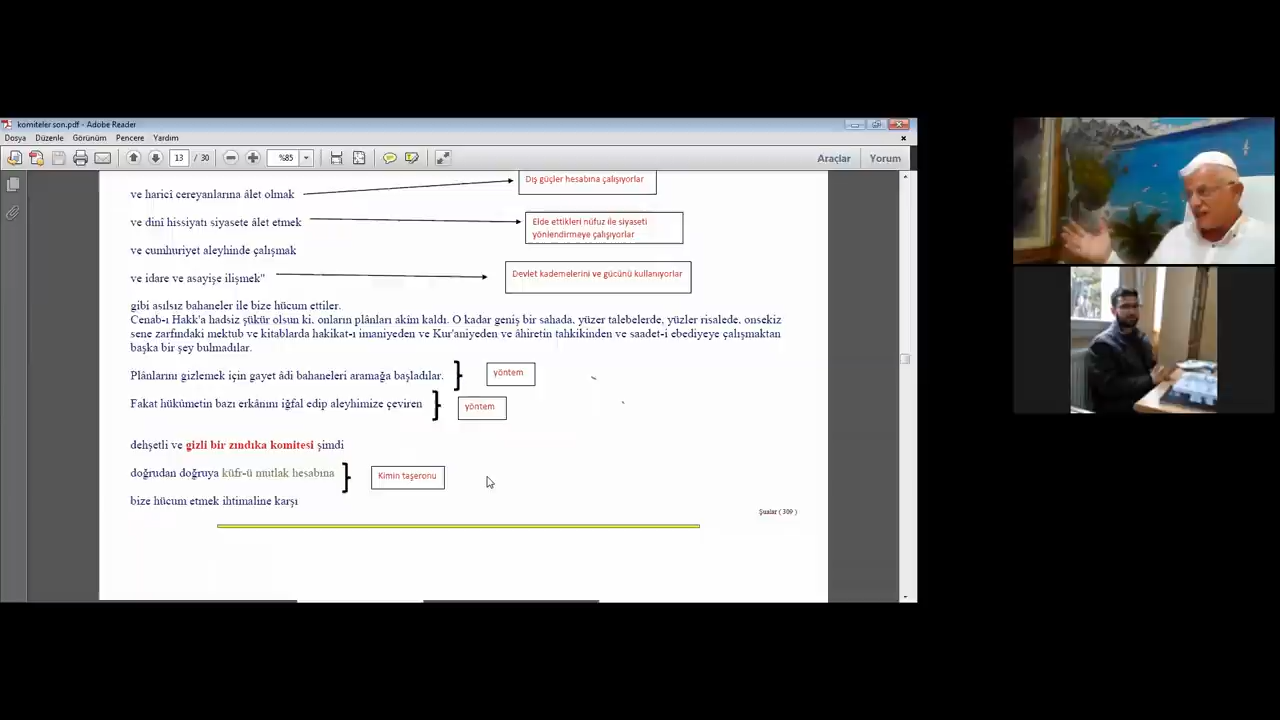 komiteler son.pdf - Adobe Reader
Dosya Düzenle Görünüm Pencere Yardım
13 / 30 %85 Araçlar Yorum
Dış güçler hesabına çalışıyorlar
ve haricî cereyanlarına âlet olmak
ve dinî hissiyatı siyasete âlet etmek
Elde ettikleri nüfuz ile siyaseti
yönlendirmeye çalışıyorlar
ve cumhuriyet aleyhinde çalışmak
ve idare ve asayişe ilişmek"
Devlet kademelerini ve gücünü kullanıyorlar
gibi asılsız bahaneler ile bize hücum ettiler.
Cenab-ı Hakk'a hadsiz şükür olsun ki, onların plânları akim kaldı. O kadar geniş bir sahada, yüzer talebelerde, yüzler risalede, onsekiz
sene zarfındaki mektub ve kitablarda hakikat-ı imaniyeden ve Kur'aniyeden ve âhiretin tahkikinden ve saadet-i ebediyeye çalışmaktan
başka bir şey bulmadılar.
Plânlarını gizlemek için gayet âdi bahaneleri aramağa başladılar.
yöntem
Fakat hükûmetin bazı erkânını iğfal edip aleyhimize çeviren
yöntem
dehşetli ve gizli bir zındıka komitesi şimdi
doğrudan doğruya küfr-ü mutlak hesabına
Kimin taşeronu
bize hücum etmek ihtimaline karşı
Şualar ( 309 )